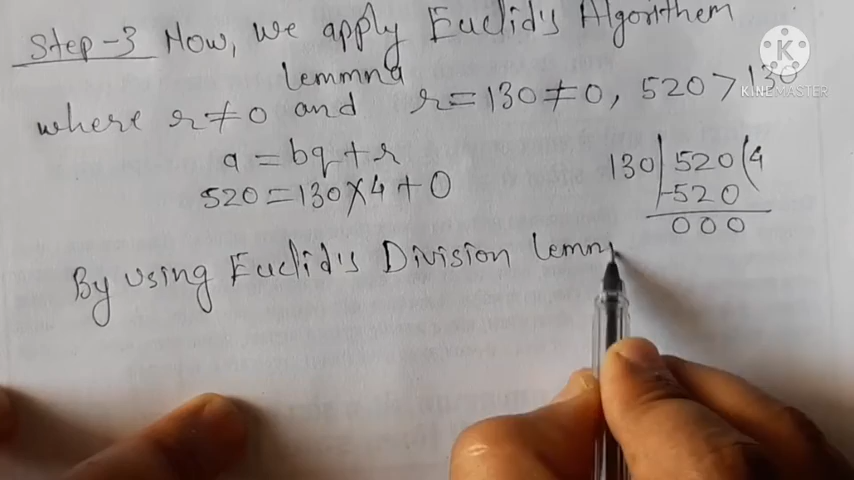 Step-3 Now, we apply Euclid's Algorithem
lemmna
where r≠0 and r=130≠0, 520>130
a=bq+r
520=130×4+0
130) 520(4
-520
000
By using Euclid's Division lemn
K
KINEMASTER